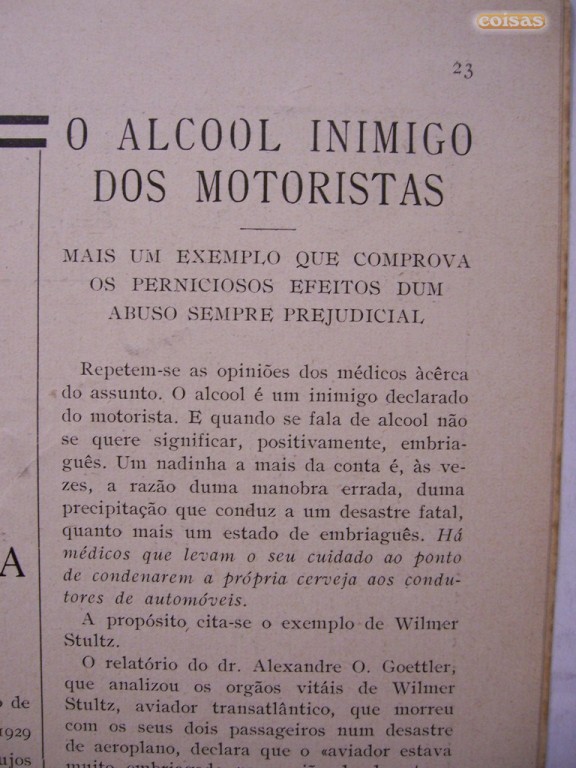 coisas
23
O ALCOOL INIMIGO
DOS MOTORISTAS
MAIS UM EXEMPLO QUE COMPROVA
OS PERNICIOSOS EFEITOS DUM
ABUSO SEMPRE PREJUDICIAL
Repetem-se as opiniões dos médicos àcêrca
do assunto. O alcool é um inimigo declarado
do motorista. E quando se fala de alcool não
se quere significar, positivamente, embria-
guês. Um nadinha a mais da conta é, às ve-
zes, a razão duma manobra errada, duma
precipitação que conduz a um desastre fatal,
quanto mais um estado de embriaguês. Há
médicos que levam o seu cuidado ao ponto
de condenarem a própria cerveja aos condu-
tores de automóveis.
A propósito, cita-se o exemplo de Wilmer
Stultz.
O relatório do dr. Alexandre O. Goettler,
que analizou os orgãos vitáis de Wilmer
Stultz, aviador transatlântico, que morreu
com os seus dois passageiros num desastre
de aeroplano, declara que o «aviador estava
A
de
1929
ujos